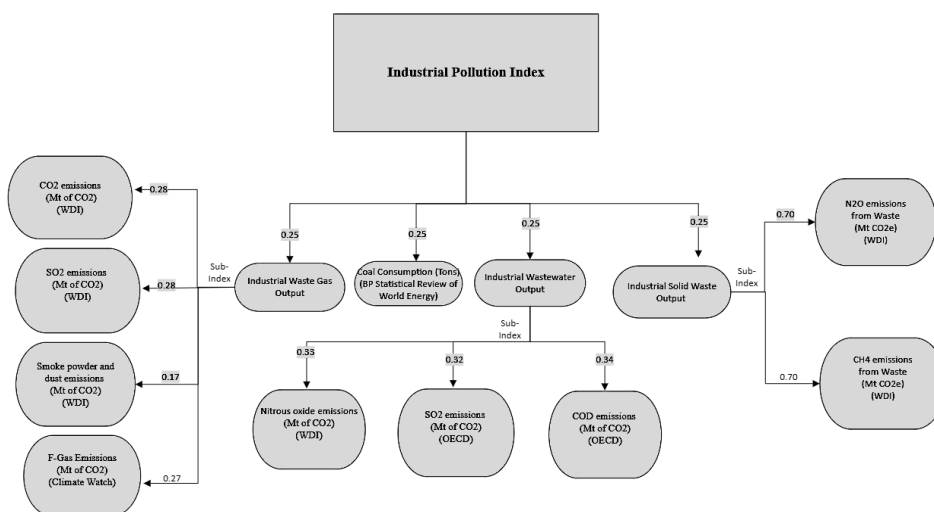 Industrial Pollution Index
0.25
0.25
0.25
0.25
Industrial Waste Gas
Output
Coal Consumption (Tons)
(BP Statistical Review of
World Energy)
Industrial Wastewater
Output
Industrial Solid Waste
Output
Sub-
Index
0.28
CO2 emissions
(Mt of CO2)
(WDI)
0.28
SO2 emissions
(Mt of CO2)
(WDI)
0.17
Smoke powder and
dust emissions
(Mt of CO2)
(WDI)
0.27
F-Gas Emissions
(Mt of CO2)
(Climate Watch)
Sub-
Index
0.33
Nitrous oxide emissions
(Mt of CO2)
(WDI)
0.32
SO2 emissions
(Mt of CO2)
(OECD)
0.34
COD emissions
(Mt of CO2)
(OECD)
Sub-
Index
0.70
N2O emissions
from Waste
(Mt CO2e)
(WDI)
0.70
CH4 emissions
from Waste
(Mt CO2e)
(WDI)